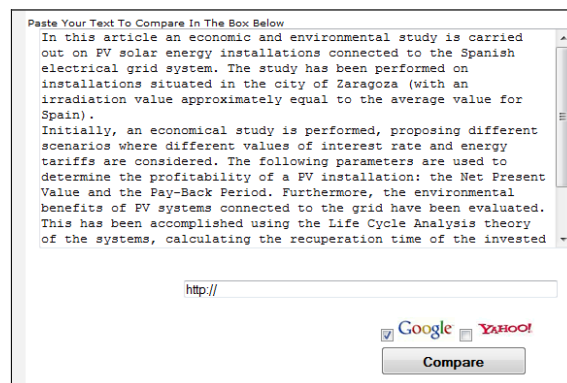 Paste Your Text To Compare In The Box Below
In this article an economic and environmental study is carried
out on PV solar energy installations connected to the Spanish
electrical grid system. The study has been performed on
installations situated in the city of Zaragoza (with an
irradiation value approximately equal to the average value for
Spain).
Initially, an economical study is performed, proposing different
scenarios where different values of interest rate and energy
tariffs are considered. The following parameters are used to
determine the profitability of a PV installation: the Net Present
Value and the Pay-Back Period. Furthermore, the environmental
benefits of PV systems connected to the grid have been evaluated.
This has been accomplished using the Life Cycle Analysis theory
of the systems, calculating the recuperation time of the invested
http://
Google YAHOO!
Compare